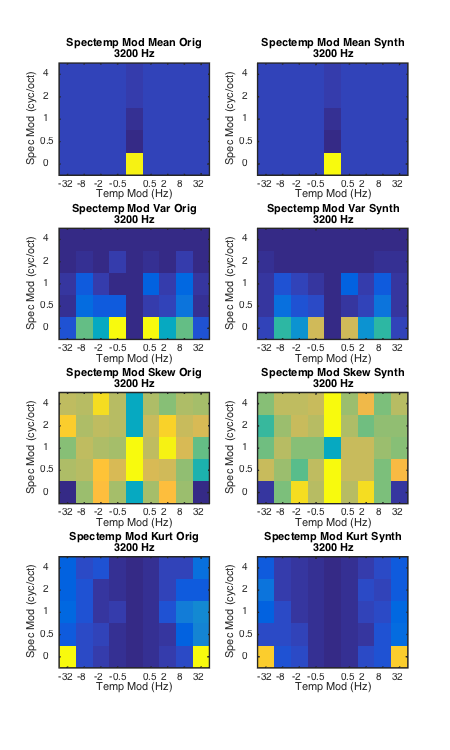 Spectemp Mod Mean Orig
3200 Hz
Spec Mod (cyc/oct)
4
2
1
0.5
0
-32 -8 -2 -0.5 0.5 2 8 32
Temp Mod (Hz)
Spectemp Mod Mean Synth
3200 Hz
Spec Mod (cyc/oct)
4
2
1
0.5
0
-32 -8 -2 -0.5 0.5 2 8 32
Temp Mod (Hz)
Spectemp Mod Var Orig
3200 Hz
Spec Mod (cyc/oct)
4
2
1
0.5
0
-32 -8 -2 -0.5 0.5 2 8 32
Temp Mod (Hz)
Spectemp Mod Var Synth
3200 Hz
Spec Mod (cyc/oct)
4
2
1
0.5
0
-32 -8 -2 -0.5 0.5 2 8 32
Temp Mod (Hz)
Spectemp Mod Skew Orig
3200 Hz
Spec Mod (cyc/oct)
4
2
1
0.5
0
-32 -8 -2 -0.5 0.5 2 8 32
Temp Mod (Hz)
Spectemp Mod Skew Synth
3200 Hz
Spec Mod (cyc/oct)
4
2
1
0.5
0
-32 -8 -2 -0.5 0.5 2 8 32
Temp Mod (Hz)
Spectemp Mod Kurt Orig
3200 Hz
Spec Mod (cyc/oct)
4
2
1
0.5
0
-32 -8 -2 -0.5 0.5 2 8 32
Temp Mod (Hz)
Spectemp Mod Kurt Synth
3200 Hz
Spec Mod (cyc/oct)
4
2
1
0.5
0
-32 -8 -2 -0.5 0.5 2 8 32
Temp Mod (Hz)